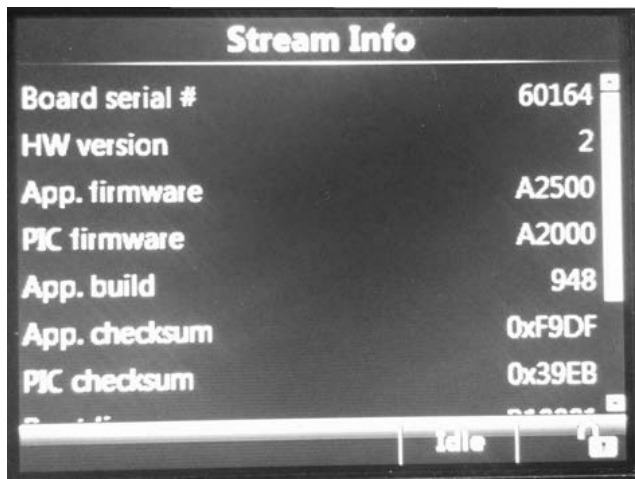 Stream Info
Board serial # 60164
HW version 2
App. firmware A2500
PIC firmware A2000
App. build 948
App. checksum 0xF9DF
PIC checksum 0x39EB
Idle